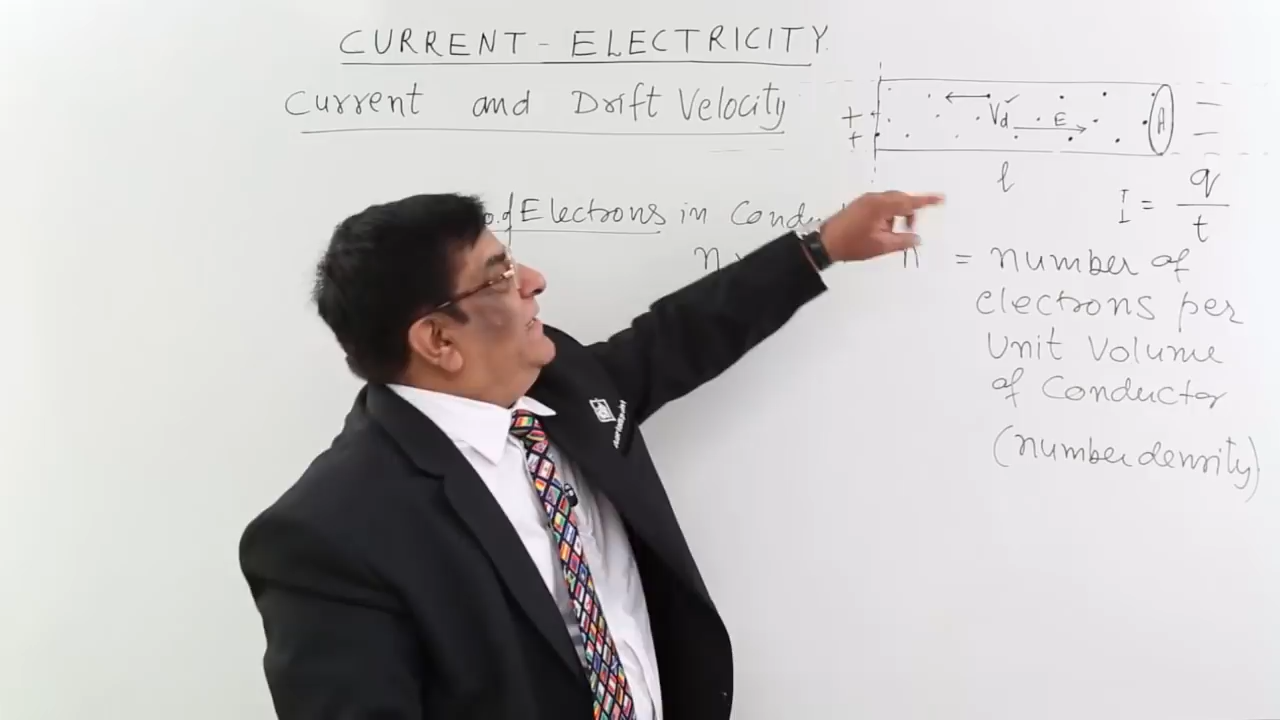 CURRENT - ELECTRICITY
Current and Drift Velocity
+ Vd E A
+
l
I = q / t
o. of Electrons in
n
n = number of
electrons per
Unit Volume
of Conductor
(number density)